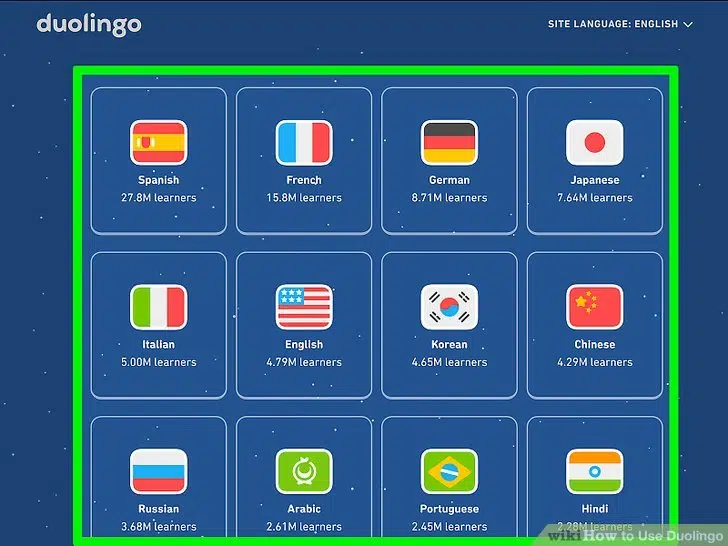 duolingo
SITE LANGUAGE: ENGLISH
Spanish
27.8M learners
French
15.8M learners
German
8.71M learners
Japanese
7.64M learners
Italian
5.00M learners
English
4.79M learners
Korean
4.65M learners
Chinese
4.29M learners
Russian
3.68M learners
Arabic
2.61M learners
Portuguese
2.45M learners
Hindi
2.28M learners
wikiHow to Use Duolingo